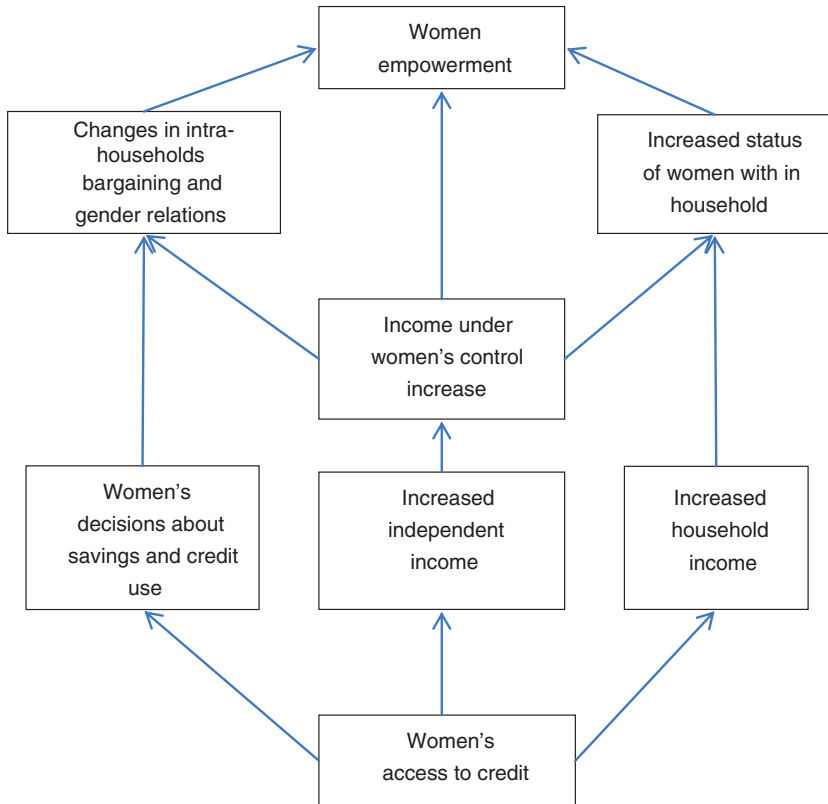 Women
empowerment
Changes in intra-
households
bargaining and
gender relations
Increased status
of women with in
household
Income under
women’s control
increase
Women’s
decisions about
savings and credit
use
Increased
independent
income
Increased
household
income
Women’s
access to credit